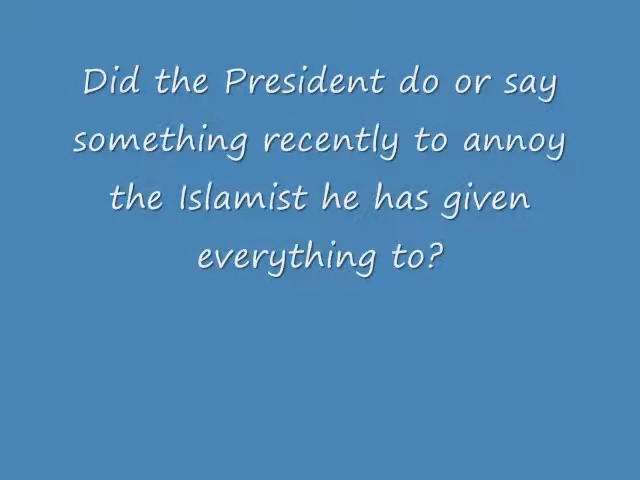 Did the President do or say
something recently to annoy
the Islamist he has given
everything to?